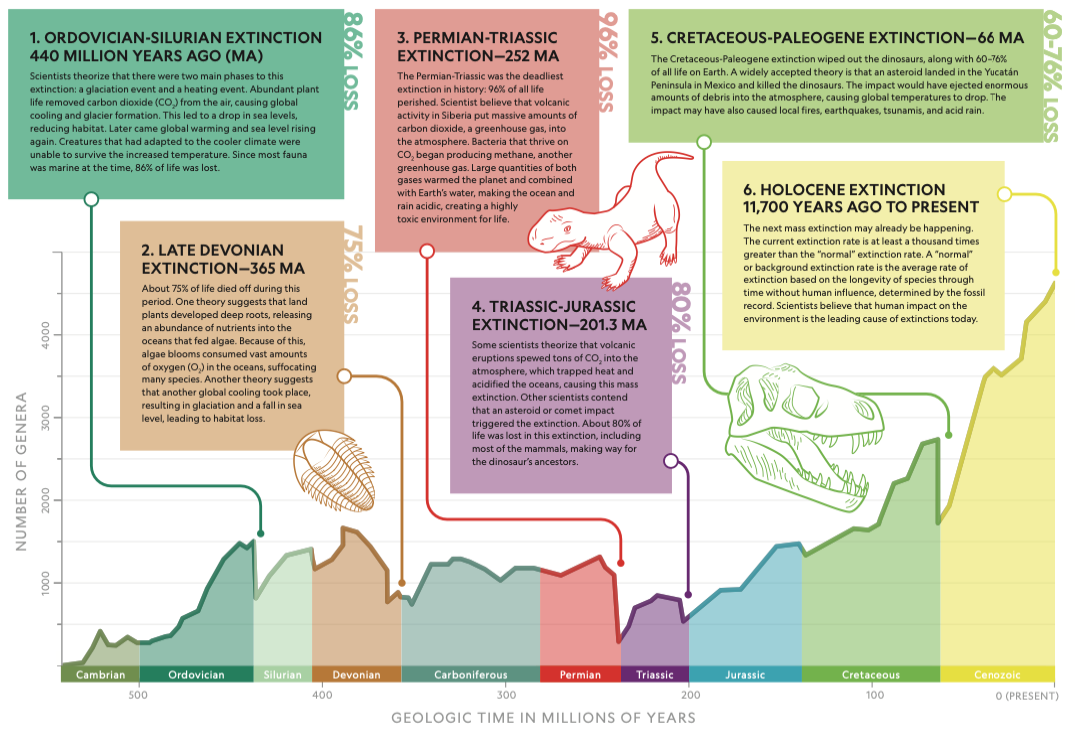 1. ORDOVICIAN-SILURIAN EXTINCTION
440 MILLION YEARS AGO (MA)
Scientists theorize that there were two main phases to this
extinction: a glaciation event and a heating event. Abundant plant
life removed carbon dioxide (CO₂) from the air, causing global
cooling and glacier formation. This led to a drop in sea levels,
reducing habitat. Later came global warming and sea level rising
again. Creatures that had adapted to the cooler climate were
unable to survive the increased temperature. Since most fauna
was marine at the time, 86% of life was lost.
86% LOSS
2. LATE DEVONIAN
EXTINCTION—365 MA
About 75% of life died off during this
period. One theory suggests that land
plants developed deep roots, releasing
an abundance of nutrients into the
oceans that fed algae. Because of this,
algae blooms consumed vast amounts
of oxygen (O₂) in the oceans, suffocating
many species. Another theory suggests
that another global cooling took place,
resulting in glaciation and a fall in sea
level, leading to habitat loss.
75% LOSS
3. PERMIAN-TRIASSIC
EXTINCTION—252 MA
The Permian-Triassic was the deadliest
extinction in history: 96% of all life
perished. Scientist believe that volcanic
activity in Siberia put massive amounts of
carbon dioxide, a greenhouse gas, into
the atmosphere. Bacteria that thrive on
CO₂ began producing methane, another
greenhouse gas. Large quantities of both
gases warmed the planet and combined
with Earth's water, making the ocean and
rain acidic, creating a highly
toxic environment for life.
96% LOSS
4. TRIASSIC-JURASSIC
EXTINCTION—201.3 MA
Some scientists theorize that volcanic
eruptions spewed tons of CO₂ into the
atmosphere, which trapped heat and
acidified the oceans, causing this mass
extinction. Other scientists contend
that an asteroid or comet impact
triggered the extinction. About 80% of
life was lost in this extinction, including
most of the mammals, making way for
the dinosaur's ancestors.
80% LOSS
5. CRETACEOUS-PALEOGENE EXTINCTION—66 MA
The Cretaceous-Paleogene extinction wiped out the dinosaurs, along with 60-76%
of all life on Earth. A widely accepted theory is that an asteroid landed in the Yucatán
Peninsula in Mexico and killed the dinosaurs. The impact would have ejected enormous
amounts of debris into the atmosphere, causing global temperatures to drop. The
impact may have also caused local fires, earthquakes, tsunamis, and acid rain.
60-76% LOSS
6. HOLOCENE EXTINCTION
11,700 YEARS AGO TO PRESENT
The next mass extinction may already be happening.
The current extinction rate is at least a thousand times
greater than the "normal" extinction rate. A "normal"
or background extinction rate is the average rate of
extinction based on the longevity of species through
time without human influence, determined by the fossil
record. Scientists believe that human impact on the
environment is the leading cause of extinctions today.
NUMBER OF GENERA
4000
3000
2000
1000
Cambrian
Ordovician
Silurian
Devonian
Carboniferous
Permian
Triassic
Jurassic
Cretaceous
Cenozoic
500
400
300
200
100
0 (PRESENT)
GEOLOGIC TIME IN MILLIONS OF YEARS